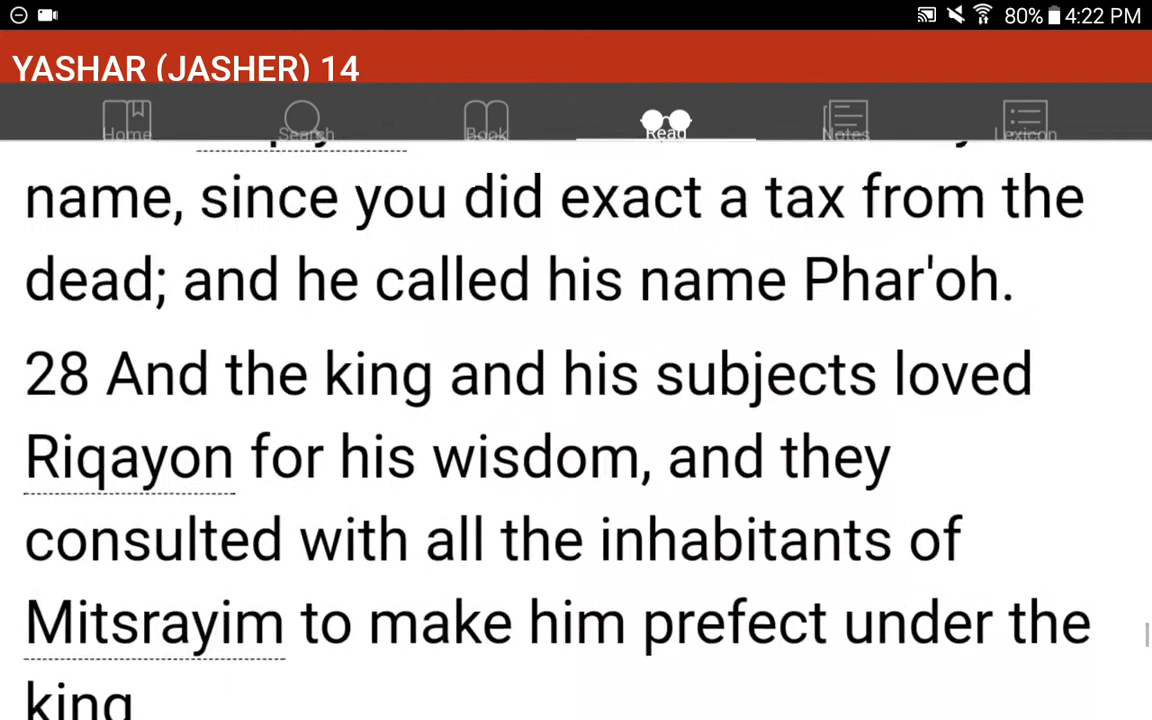 80% 4:22 PM
YASHAR (JASHER) 14
Home Search Book Read Notes Lexicon
name, since you did exact a tax from the
dead; and he called his name Phar'oh.
28 And the king and his subjects loved
Riqayon for his wisdom, and they
consulted with all the inhabitants of
Mitsrayim to make him prefect under the
king